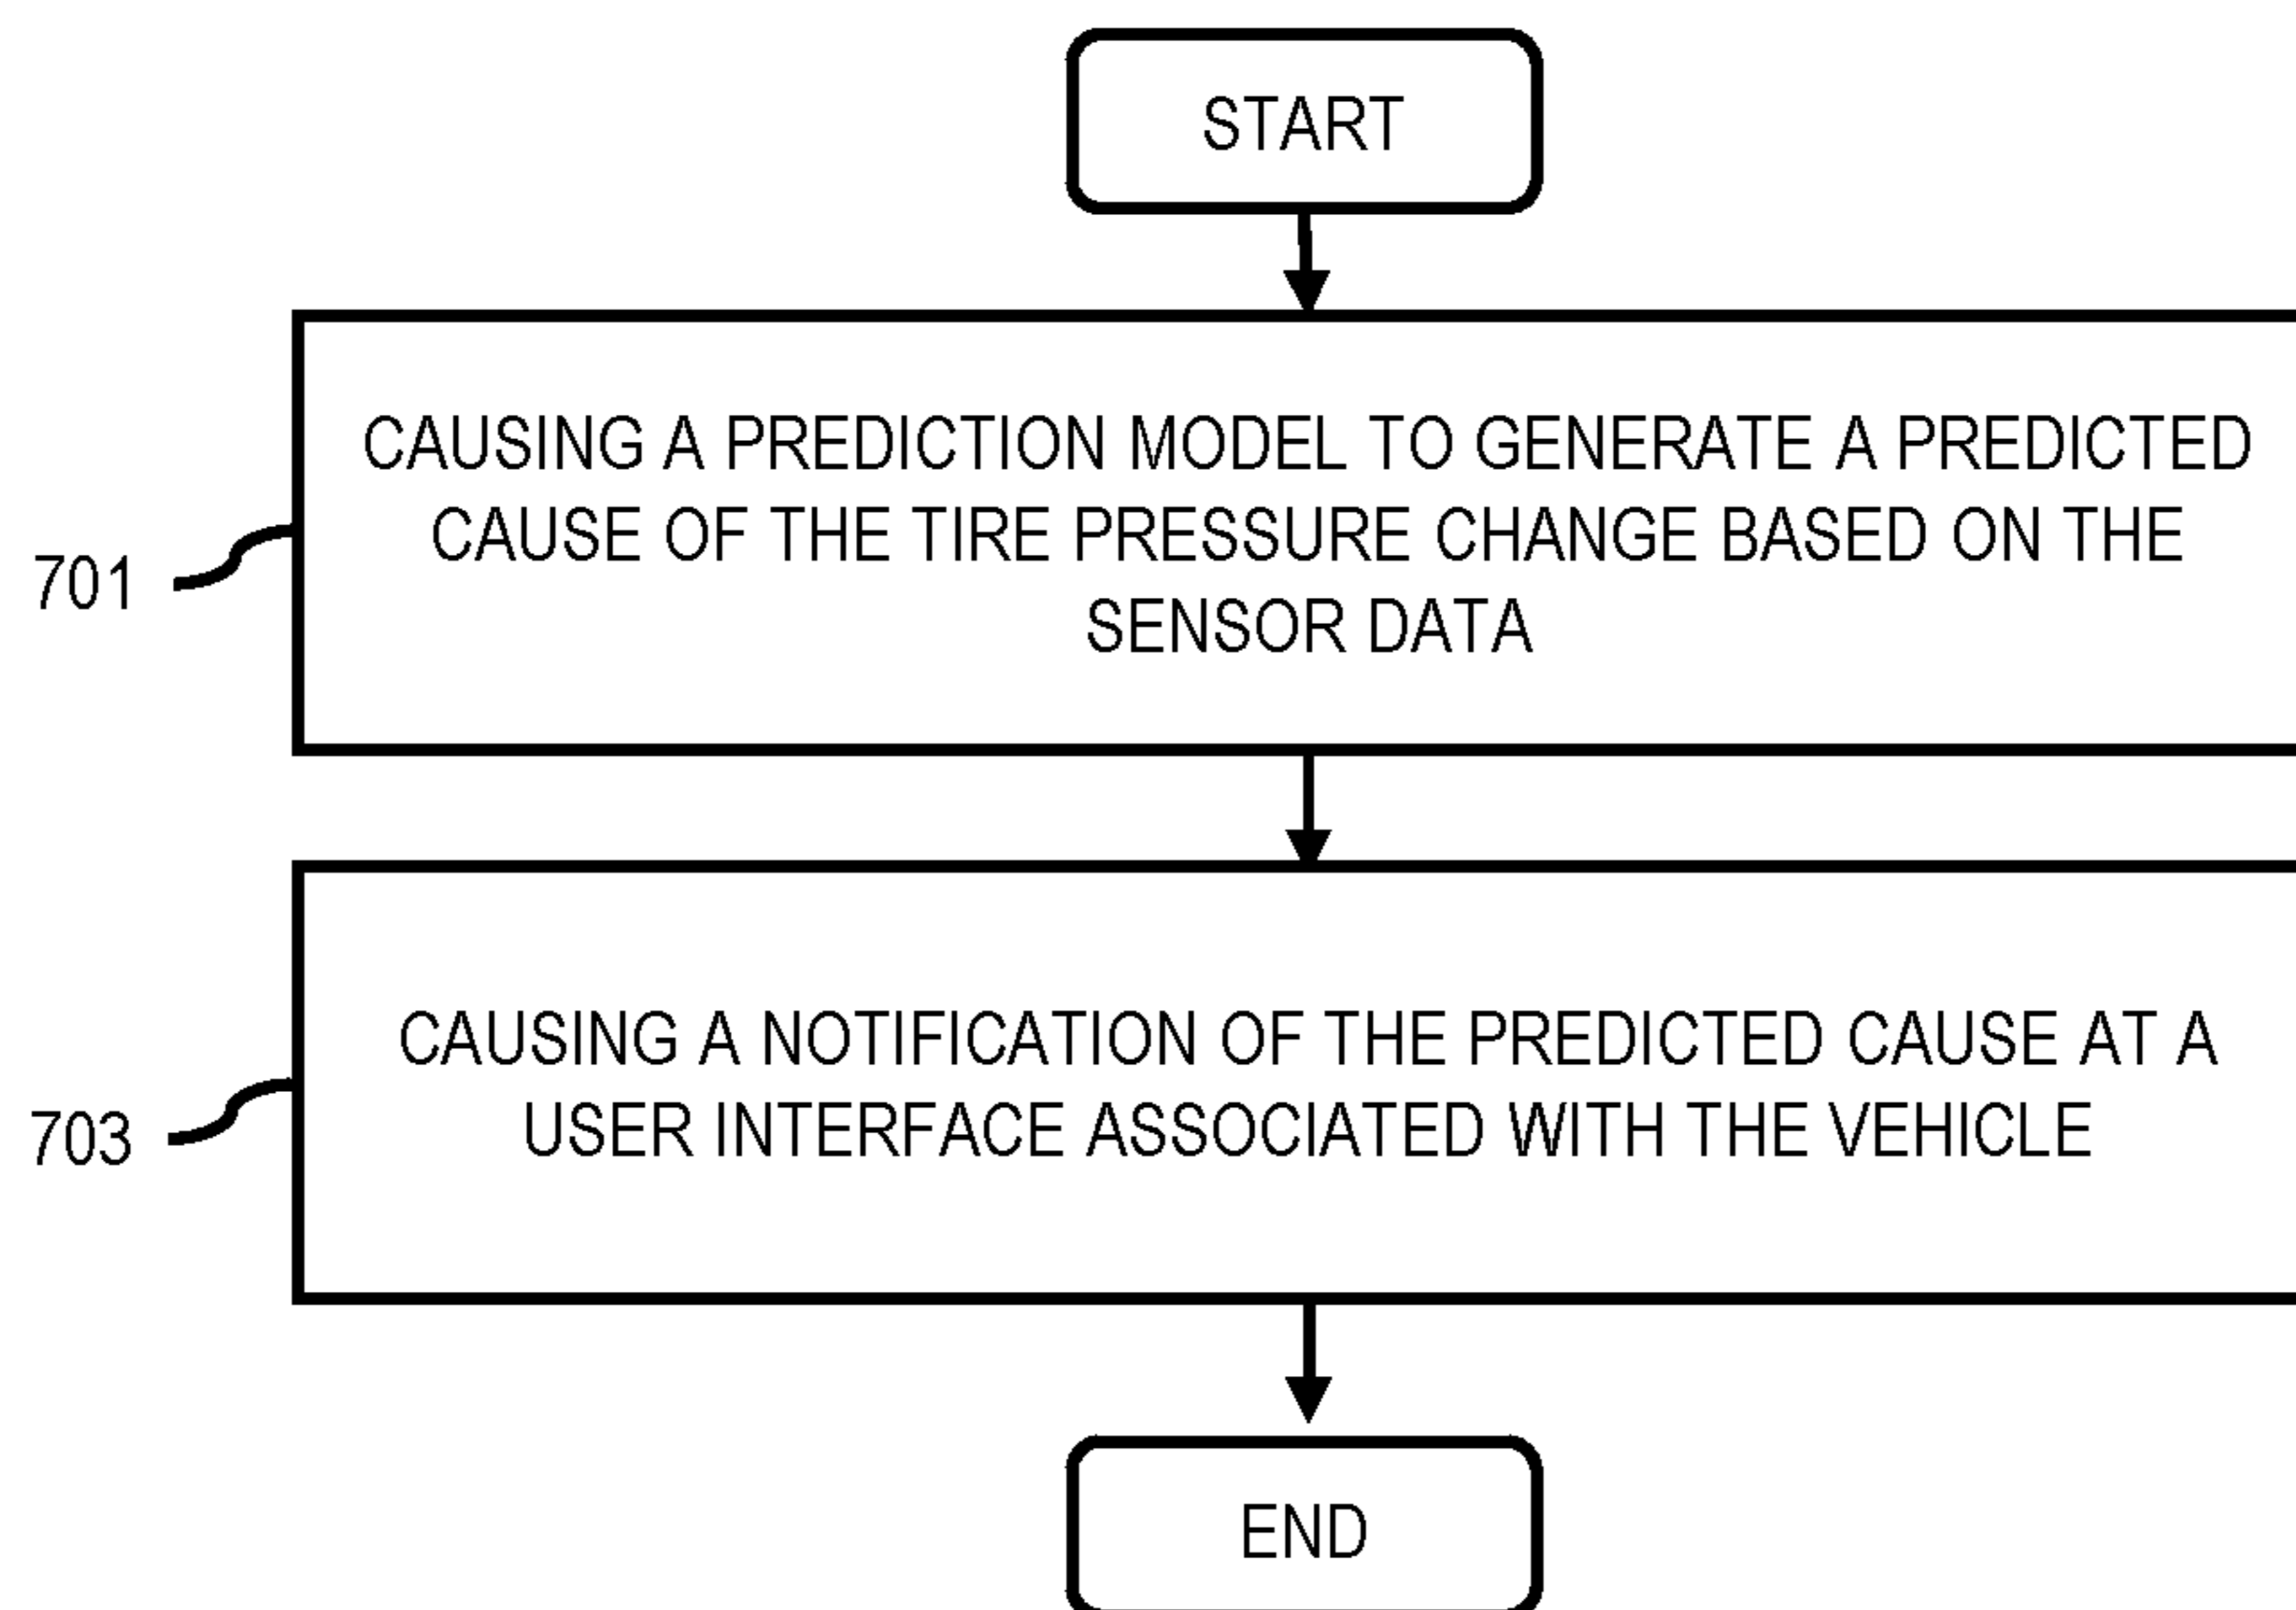 START
CAUSING A PREDICTION MODEL TO GENERATE A PREDICTED
CAUSE OF THE TIRE PRESSURE CHANGE BASED ON THE
SENSOR DATA
701
CAUSING A NOTIFICATION OF THE PREDICTED CAUSE AT A
USER INTERFACE ASSOCIATED WITH THE VEHICLE
703
END